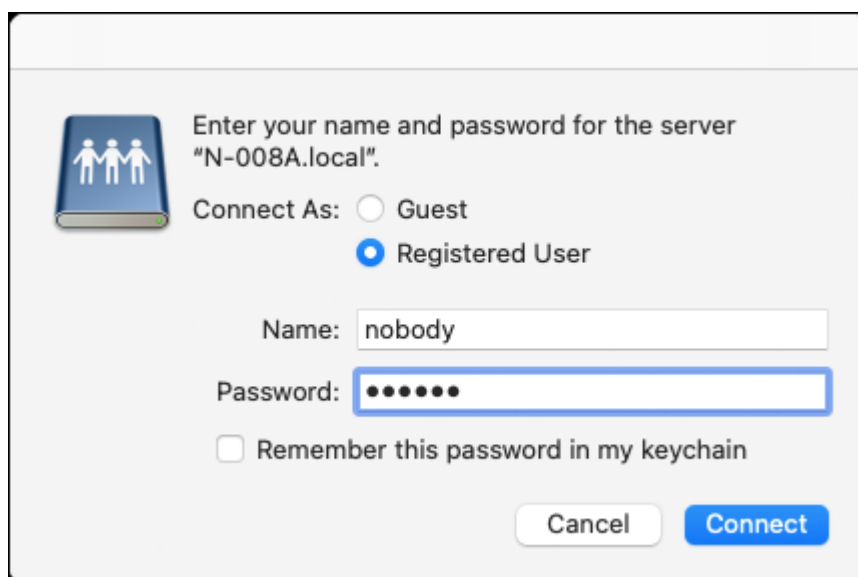 Enter your name and password for the server
“N-008A.local”.
Connect As: Guest
Registered User
Name: nobody
Password: ••••••
Remember this password in my keychain
Cancel Connect